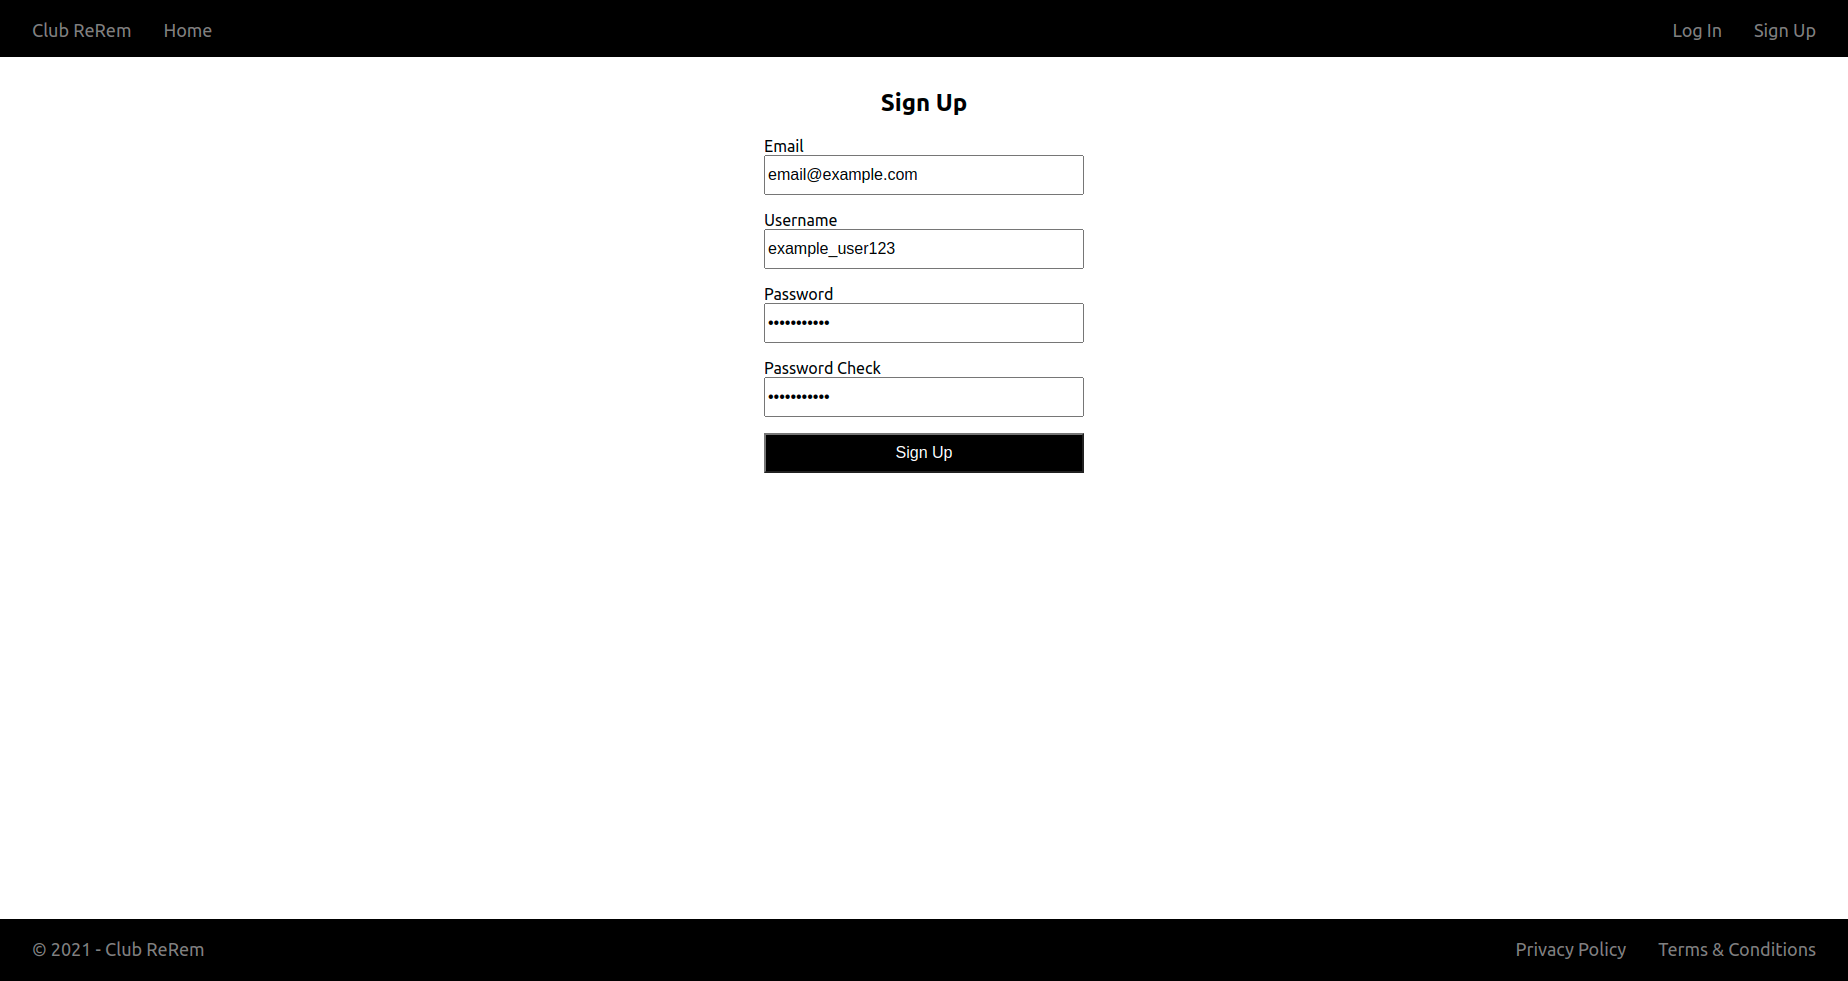 Club ReRem Home Log In Sign Up
Sign Up
Email
email@example.com
Username
example_user123
Password
•••••••••••
Password Check
•••••••••••
Sign Up
© 2021 - Club ReRem Privacy Policy Terms & Conditions